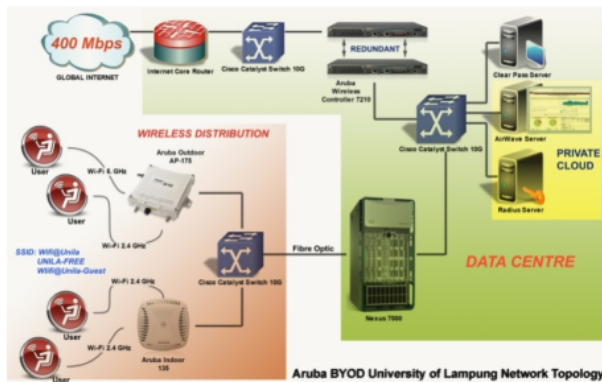 400 Mbps
GLOBAL INTERNET
Internet Core Router
Cisco Catalyst Switch 10G
REDUNDANT
Aruba
Wireless
Controller 7210
Clear Pass Server
Cisco Catalyst Switch 10G
AirWave Server
PRIVATE
CLOUD
Radius Server
WIRELESS DISTRIBUTION
Aruba Outdoor
AP-175
User
Wi-Fi 5 GHz
User
Wi-Fi 2.4 GHz
SSID: Wifi@Unila
UNILA-FREE
Wifi@Unila-Guest
Cisco Catalyst Switch 10G
Fibre Optic
Wi-Fi 2.4 GHz
User
Wi-Fi 2.4 GHz
User
Aruba Indoor
135
Nexus 7000
DATA CENTRE
Aruba BYOD University of Lampung Network Topology